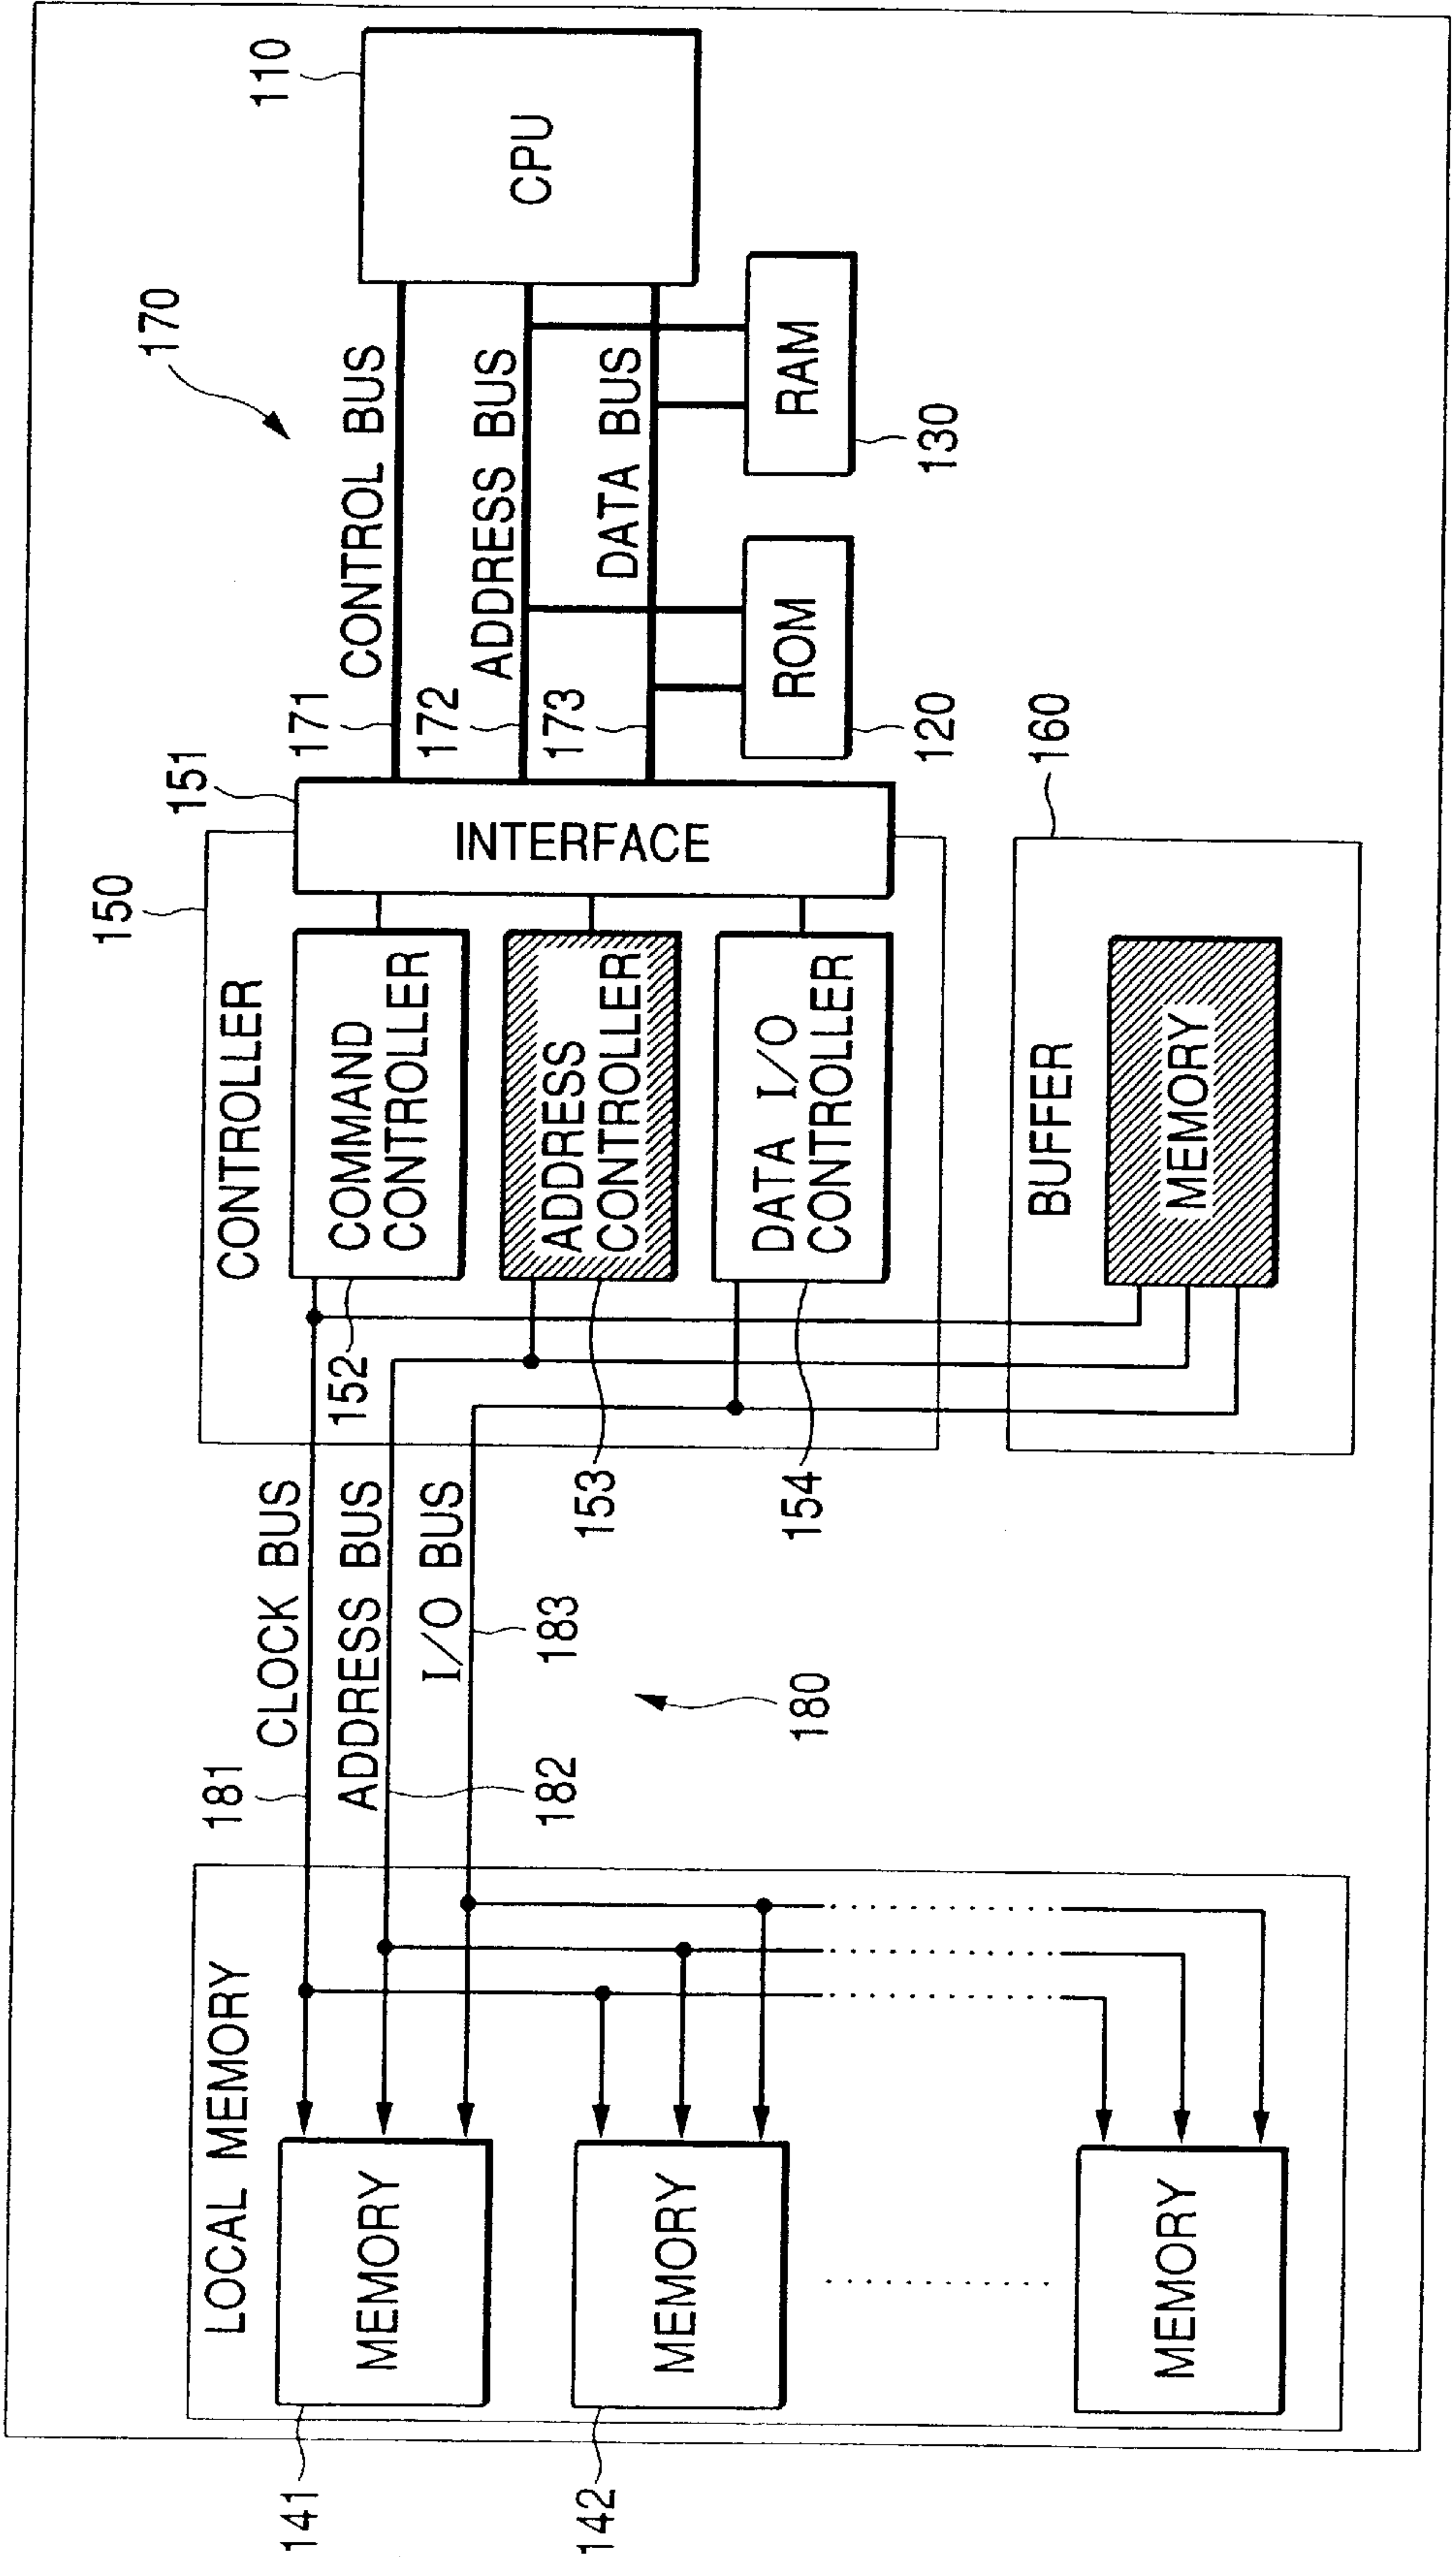 LOCAL MEMORY
MEMORY
141
MEMORY
142
MEMORY
181
CLOCK BUS
ADDRESS BUS
182
I/O BUS
183
180
CONTROLLER
150
COMMAND
CONTROLLER
152
ADDRESS
CONTROLLER
153
DATA I/O
CONTROLLER
154
INTERFACE
151
BUFFER
MEMORY
160
170
171
CONTROL BUS
172
ADDRESS BUS
173
DATA BUS
ROM
120
RAM
130
CPU
110